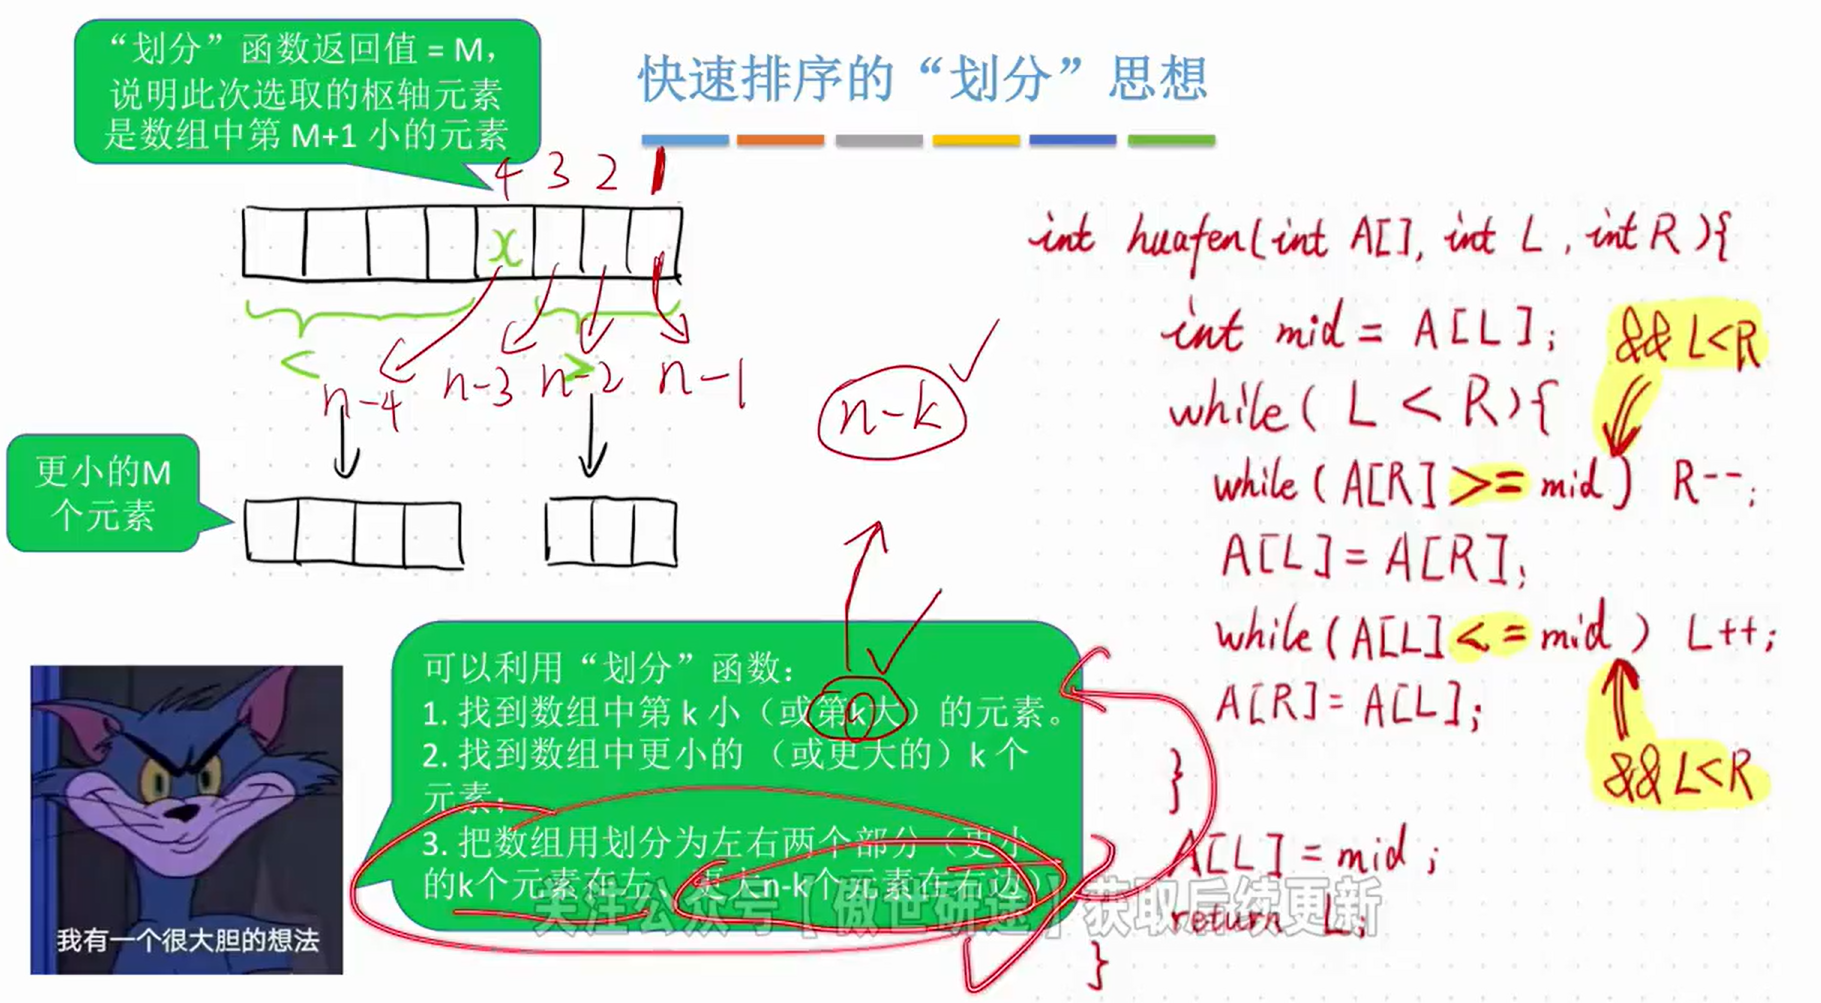 “划分”函数返回值 = M，
说明此次选取的枢轴元素
是数组中第 M+1 小的元素
快速排序的“划分”思想
4 3 2 1
x
< >
n-4 n-3 n-2 n-1
n-k
更小的M
个元素
int huafen(int A[], int L, int R){
int mid = A[L];
&& L<R
while( L < R){
while( A[R] >= mid ) R--;
A[L] = A[R];
while( A[L] <= mid ) L++;
A[R] = A[L];
&& L<R
}
A[L] = mid ;
return L;
}
可以利用“划分”函数：
1. 找到数组中第 k 小（或第k大）的元素。
2. 找到数组中更小的 （或更大的）k 个
元素；
3. 把数组用划分为左右两个部分（更小
的k个元素在左，更大n-k个元素在右边）
关注公众号【傲世研途】获取后续更新
我有一个很大胆的想法